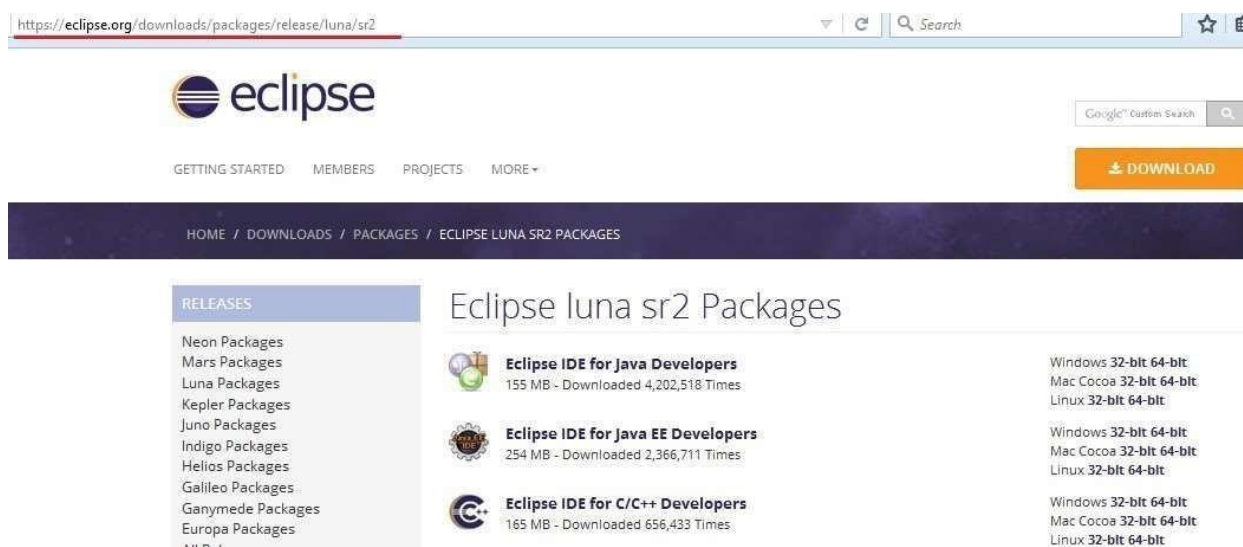 https://eclipse.org/downloads/packages/release/luna/sr2
Search
eclipse
Google Custom Search
GETTING STARTED MEMBERS PROJECTS MORE
DOWNLOAD
HOME / DOWNLOADS / PACKAGES / ECLIPSE LUNA SR2 PACKAGES
RELEASES
Neon Packages
Mars Packages
Luna Packages
Kepler Packages
Juno Packages
Indigo Packages
Helios Packages
Galileo Packages
Ganymede Packages
Europa Packages
Eclipse luna sr2 Packages
Eclipse IDE for Java Developers
155 MB - Downloaded 4,202,518 Times
Windows 32-bit 64-bit
Mac Cocoa 32-bit 64-bit
Linux 32-bit 64-bit
Eclipse IDE for Java EE Developers
254 MB - Downloaded 2,366,711 Times
Windows 32-bit 64-bit
Mac Cocoa 32-bit 64-bit
Linux 32-bit 64-bit
Eclipse IDE for C/C++ Developers
165 MB - Downloaded 656,433 Times
Windows 32-bit 64-bit
Mac Cocoa 32-bit 64-bit
Linux 32-bit 64-bit